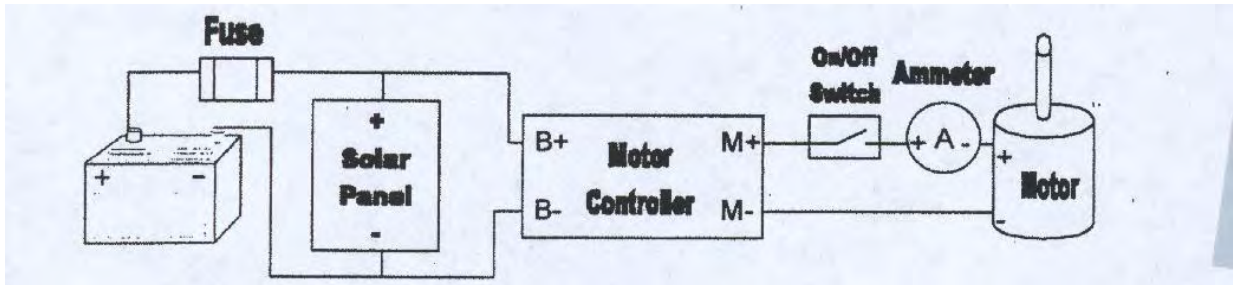 Fuse
On/Off
Switch
Ammeter
+
Solar
Panel
-
+ -
B+
B-
Motor
Controller
M+
M-
+ A -
+
Motor
-